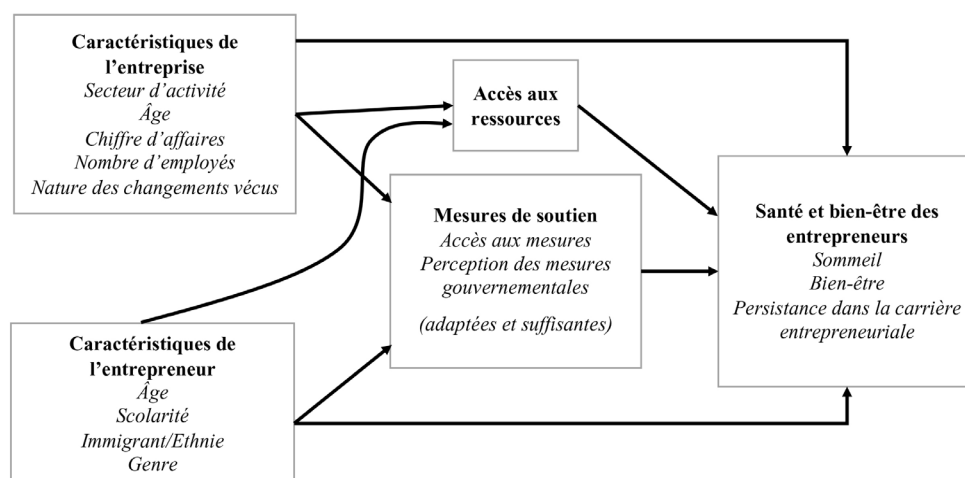 Caractéristiques de
l’entreprise
Secteur d’activité
Âge
Chiffre d’affaires
Nombre d’employés
Nature des changements vécus
Accès aux
ressources
Mesures de soutien
Accès aux mesures
Perception des mesures
gouvernementales
(adaptées et suffisantes)
Santé et bien-être des
entrepreneurs
Sommeil
Bien-être
Persistance dans la carrière
entrepreneuriale
Caractéristiques de
l’entrepreneur
Âge
Scolarité
Immigrant/Ethnie
Genre